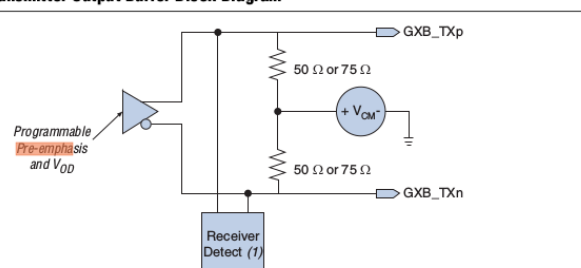 Transmitter Output Buffer Block Diagram
GXB_TXp
50 Ω or 75 Ω
+ VCM-
Programmable
Pre-emphasis
and VOD
50 Ω or 75 Ω
GXB_TXn
Receiver
Detect (1)